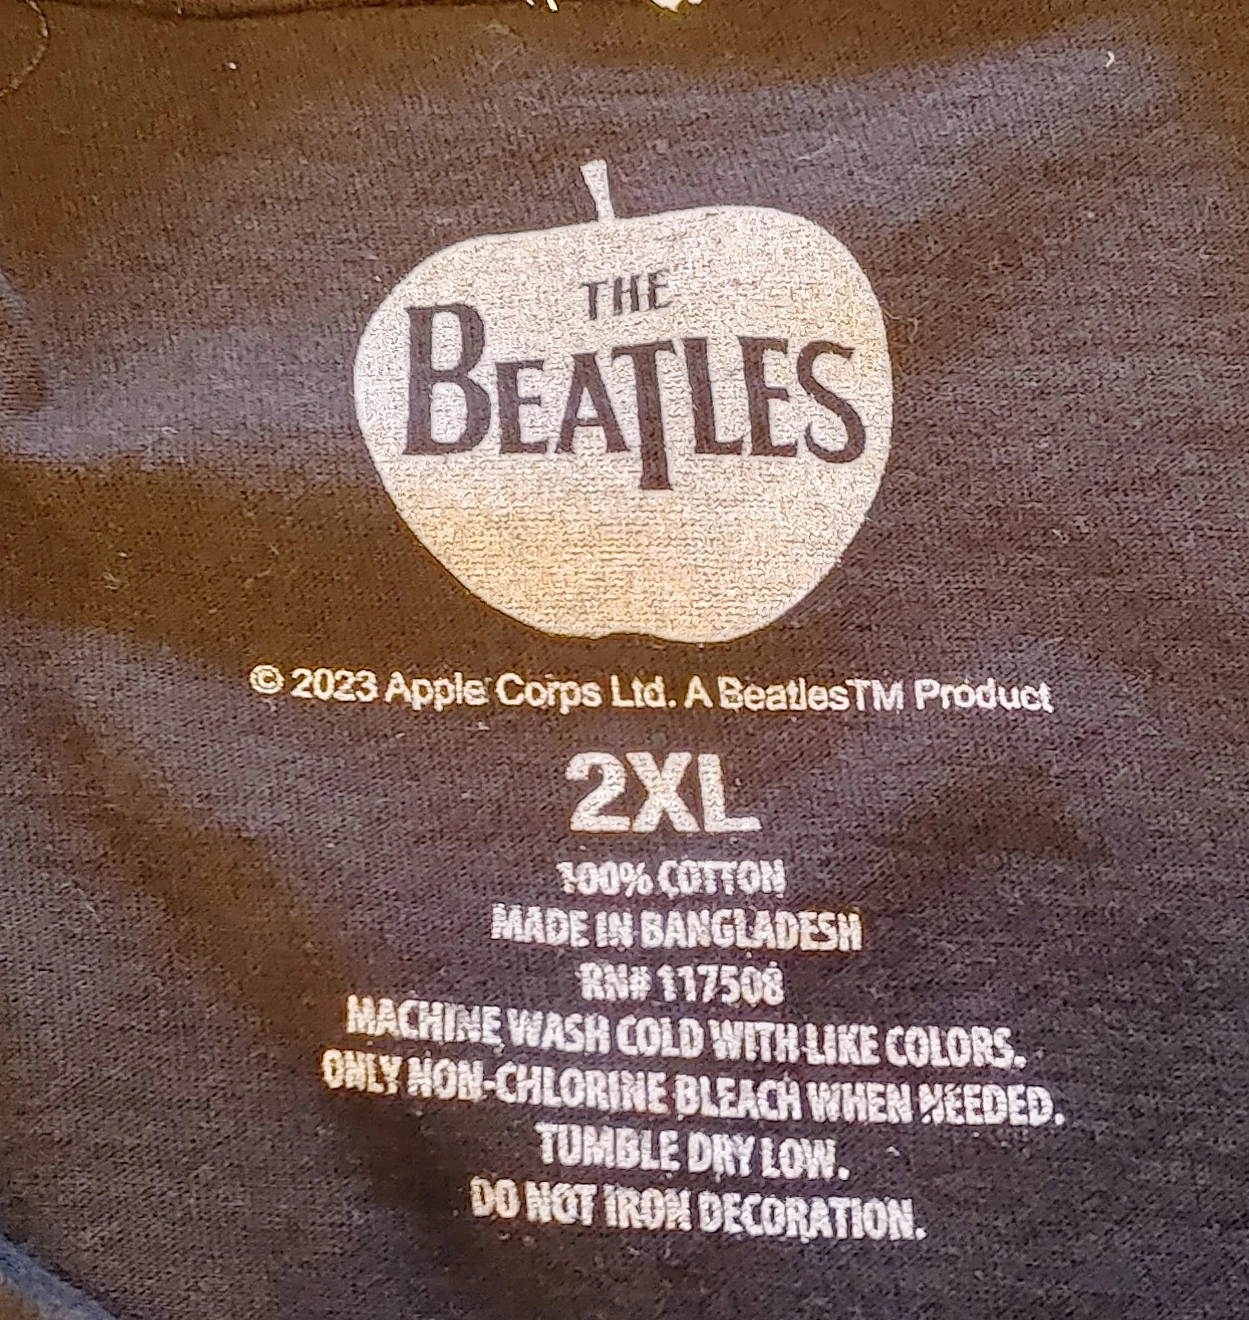 THE
BEATLES
© 2023 Apple Corps Ltd. A BeatlesTM Product
2XL
100% COTTON
MADE IN BANGLADESH
RN# 117508
MACHINE WASH COLD WITH LIKE COLORS.
ONLY NON-CHLORINE BLEACH WHEN NEEDED.
TUMBLE DRY LOW.
DO NOT IRON DECORATION.